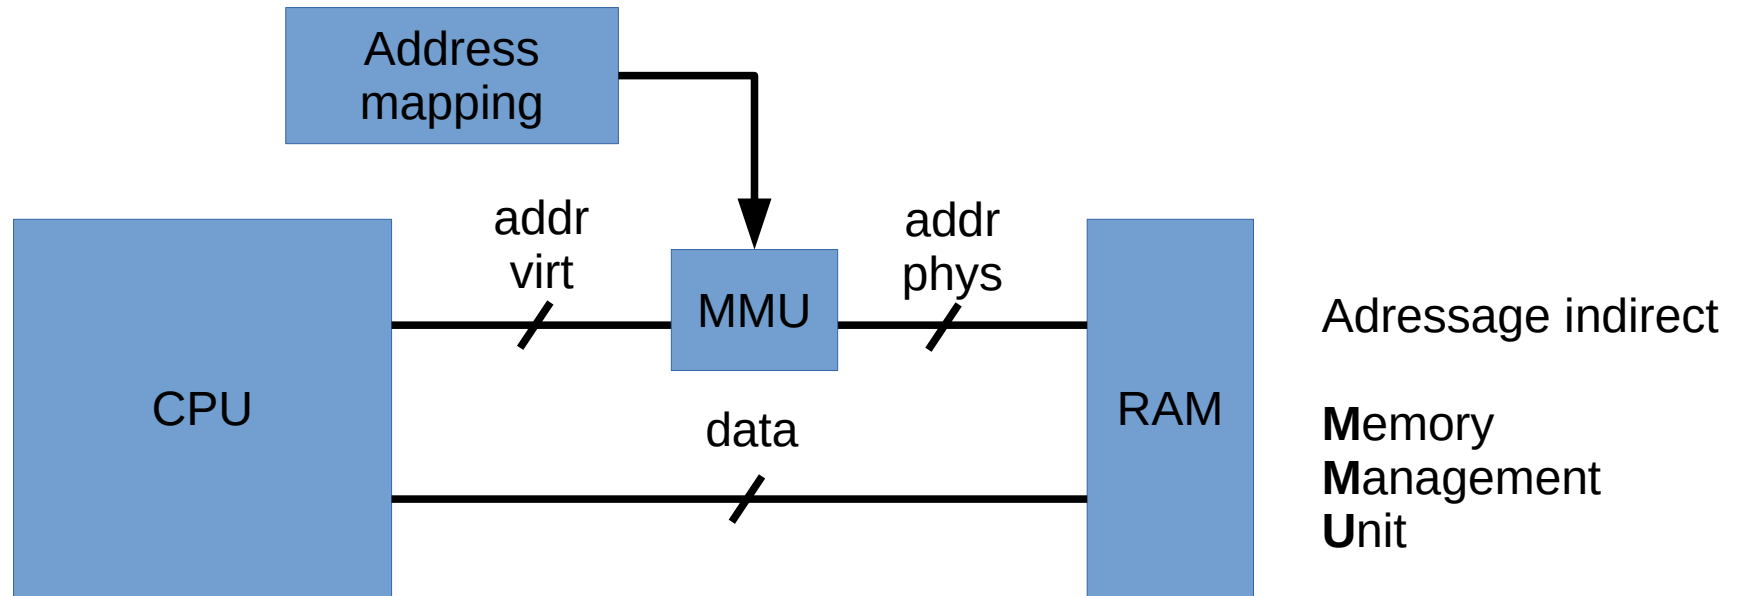 Address
mapping
addr
virt
addr
phys
MMU
CPU
data
RAM
Adressage indirect
Memory
Management
Unit